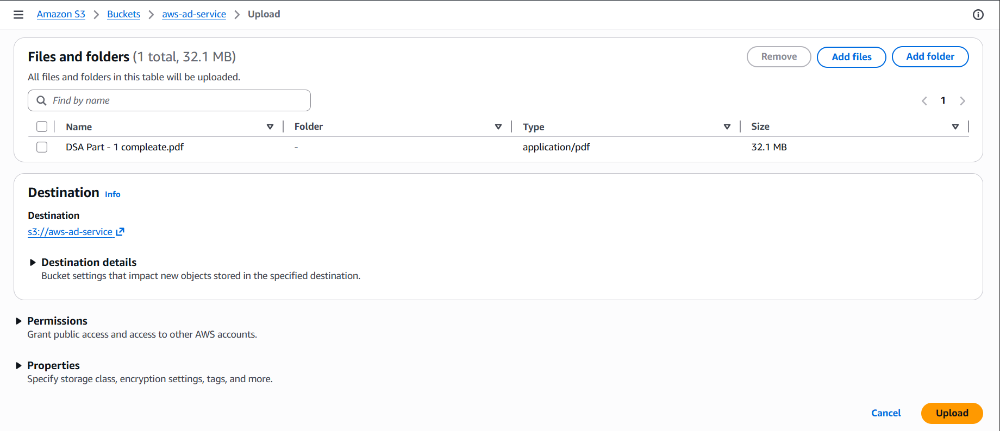 Amazon S3 > Buckets > aws-ad-service > Upload
Files and folders (1 total, 32.1 MB)
Remove
Add files
Add folder
All files and folders in this table will be uploaded.
Find by name
1
Name Folder Type Size
DSA Part - 1 compleate.pdf - application/pdf 32.1 MB
Destination Info
Destination
s3://aws-ad-service
Destination details
Bucket settings that impact new objects stored in the specified destination.
Permissions
Grant public access and access to other AWS accounts.
Properties
Specify storage class, encryption settings, tags, and more.
Cancel
Upload